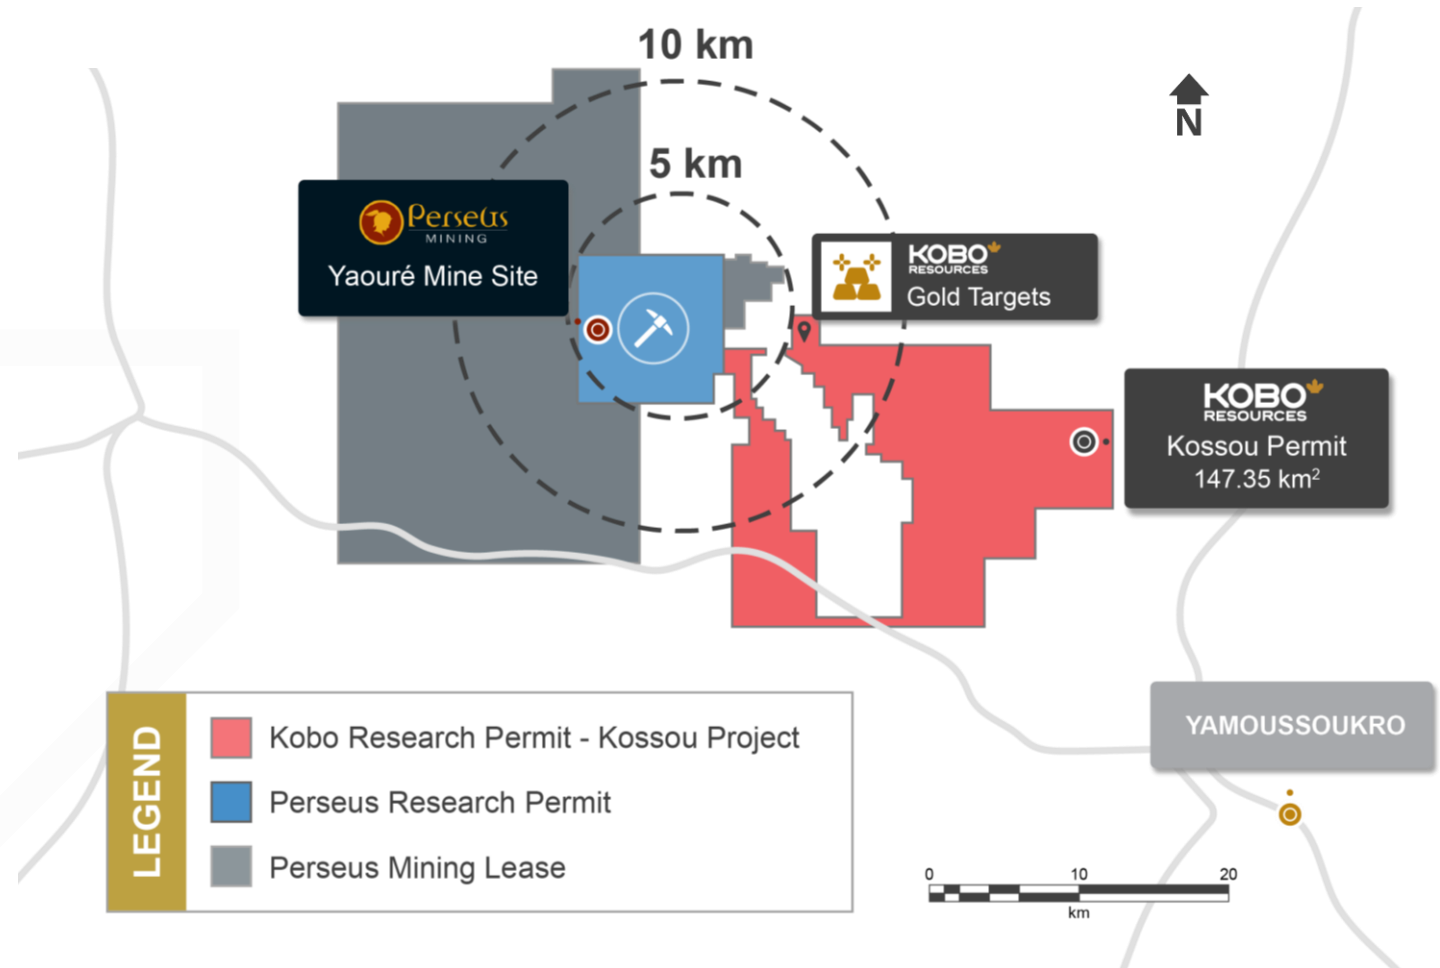 10 km
N
5 km
Perseus
MINING
Yaouré Mine Site
KOBO
RESOURCES
Gold Targets
KOBO
RESOURCES
Kossou Permit
147.35 km²
YAMOUSSOUKRO
LEGEND
Kobo Research Permit - Kossou Project
Perseus Research Permit
Perseus Mining Lease
0 10 20
km